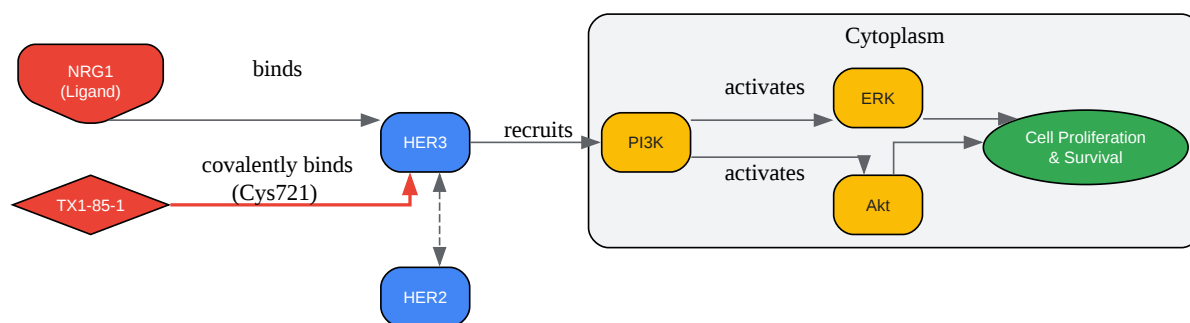 Cytoplasm
NRG1
(Ligand)
binds
activates
ERK
HER3
recruits
PI3K
Cell Proliferation
& Survival
covalently binds
(Cys721)
activates
TX1-85-1
Akt
HER2